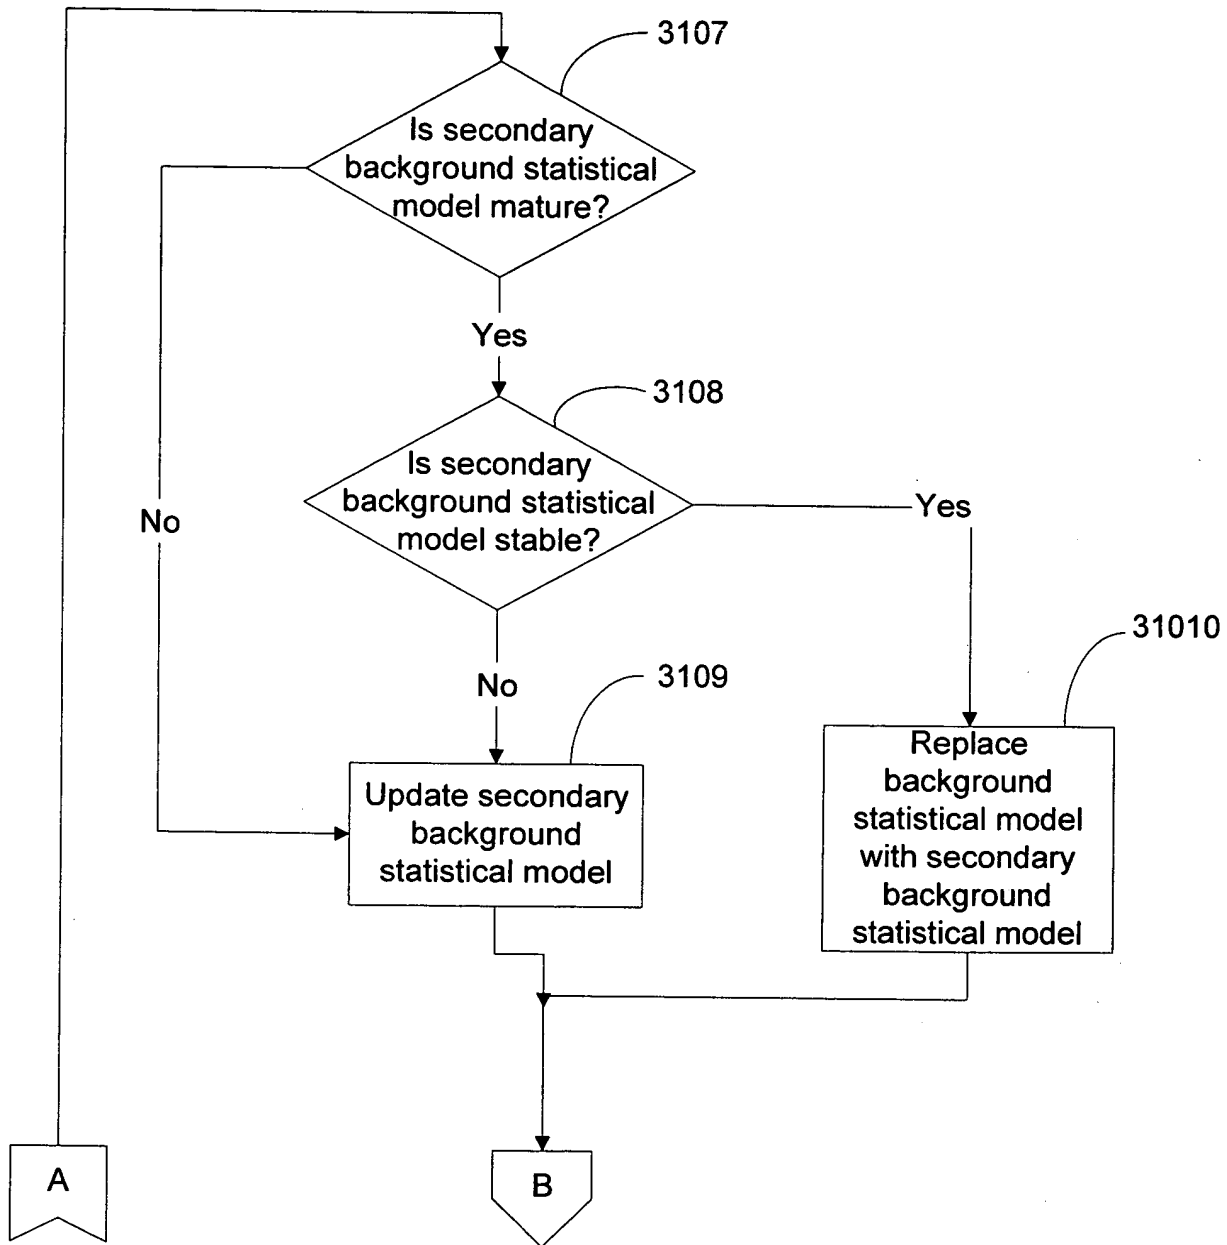 3107
Is secondary
background statistical
model mature?
Yes
3108
Is secondary
background statistical
model stable?
No
Yes
31010
No
3109
Update secondary
background
statistical model
Replace
background
statistical model
with secondary
background
statistical model
A
B